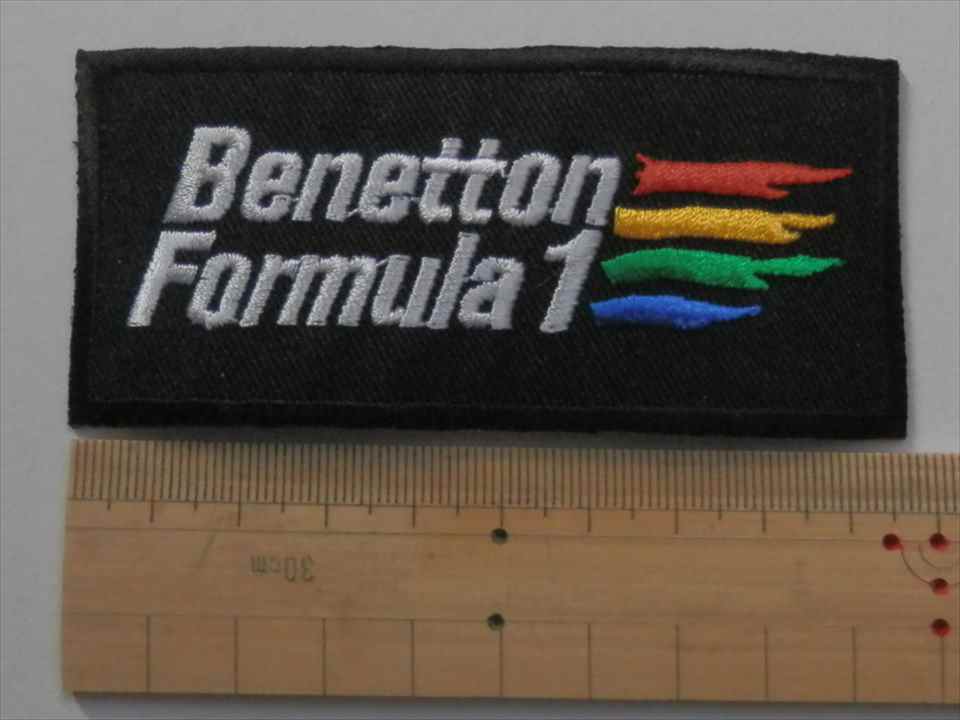 Benetton
Formula 1
30cm